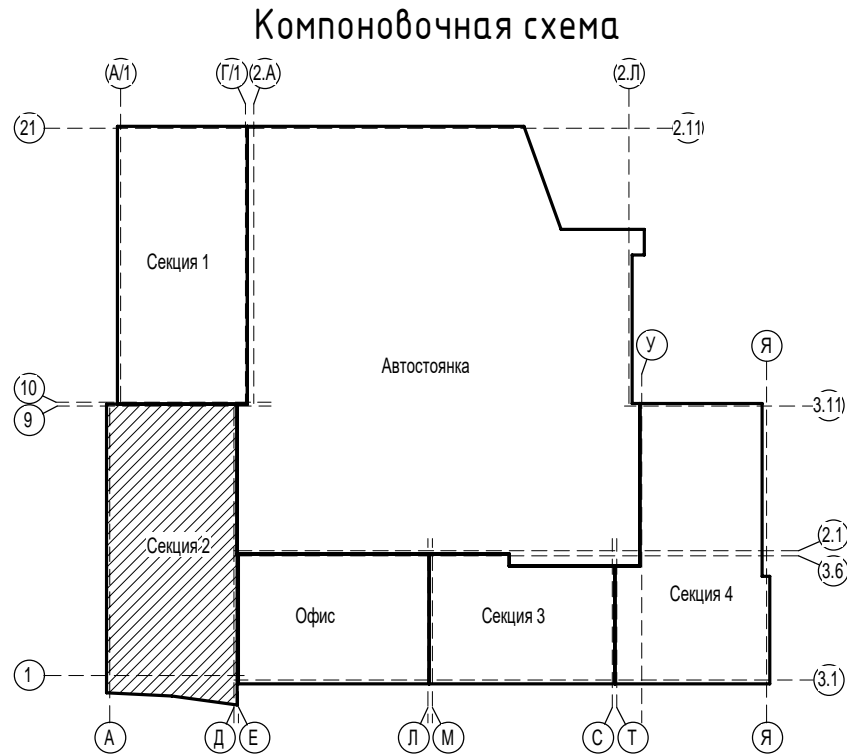 Компоновочная схема
А/1
Г/1
2.А
2.Л
21
2.11
Секция 1
Автостоянка
У
Я
10
9
3.11
Секция 2
2.1
3.6
Офис
Секция 3
Секция 4
1
3.1
А
Д
Е
Л
М
С
Т
Я